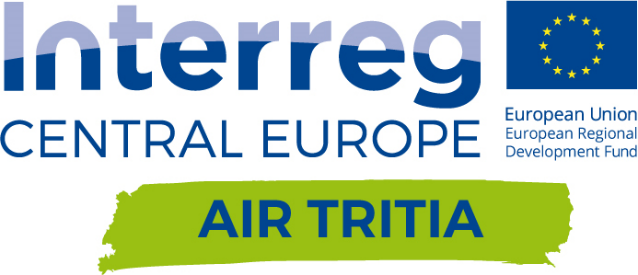 Interreg
CENTRAL EUROPE
European Union
European Regional
Development Fund
AIR TRITIA